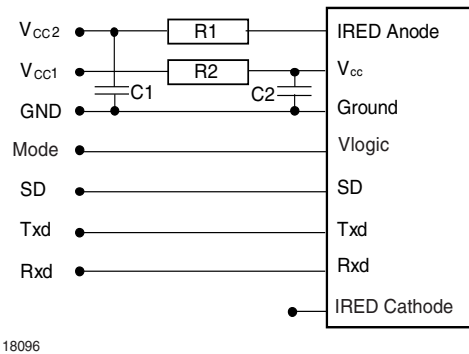 VCC2 R1 IRED Anode
VCC1 R2 Vcc
C1 C2
GND Ground
Mode Vlogic
SD SD
Txd Txd
Rxd Rxd
IRED Cathode
18096